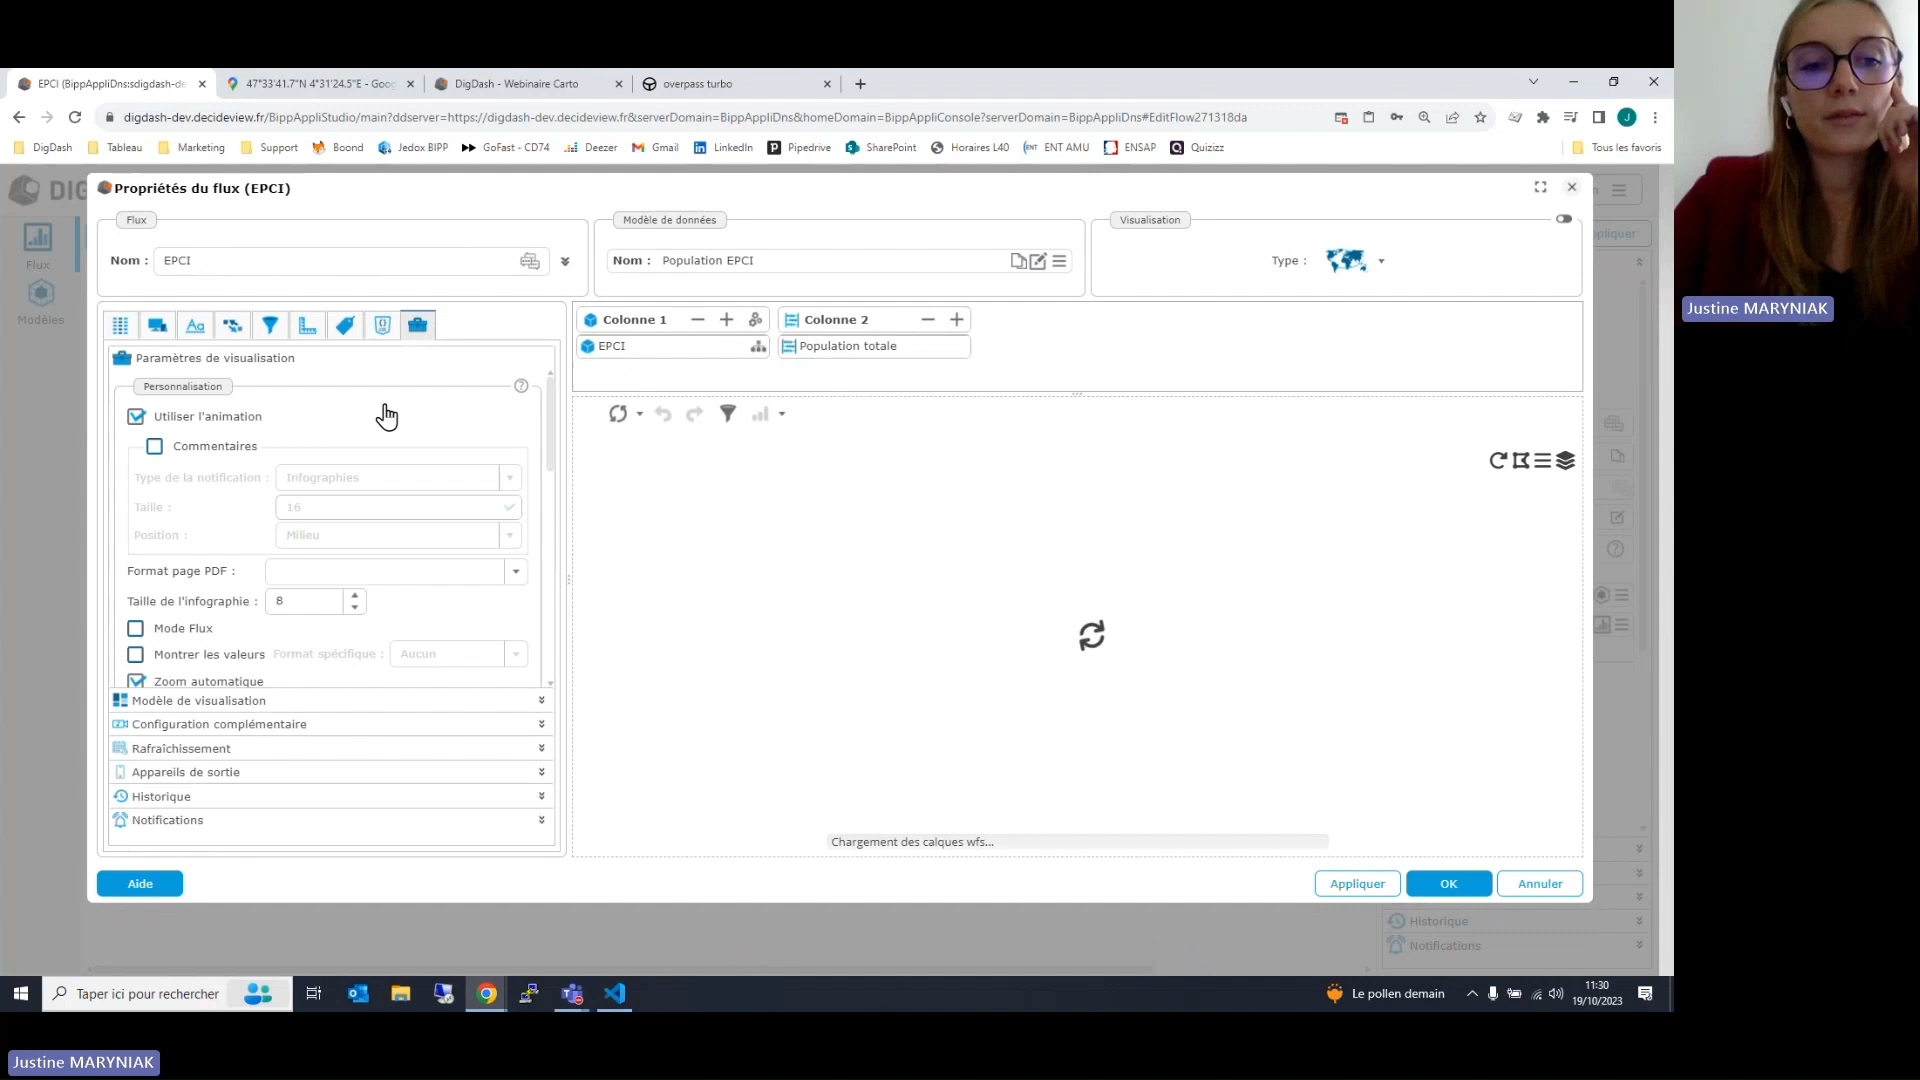 EPCI (BippAppliDns:sdigdash-de
47°33'41.7"N 4°31'24.5"E - Goog
DigDash - Webinaire Carto
overpass turbo
digdash-dev.decideview.fr/BippAppliStudio/main?ddserver=https://digdash-dev.decideview.fr&serverDomain=BippAppliDns&homeDomain=BippAppliConsole?serverDomain=BippAppliDns#EditFlow271318da
J
DigDash
Tableau
Marketing
Support
Boond
Jedox BIPP
GoFast - CD74
Deezer
Gmail
LinkedIn
Pipedrive
SharePoint
Horaires L40
ENT AMU
ENSAP
Quizizz
Tous les favoris
DIG
Flux
Modèles
Propriétés du flux (EPCI)
Flux
Nom :
EPCI
Modèle de données
Nom :
Population EPCI
Visualisation
Type :
pliquer
Colonne 1
EPCI
Colonne 2
Population totale
Paramètres de visualisation
Personnalisation
Utiliser l'animation
Commentaires
Type de la notification :
Infographies
Taille :
16
Position :
Milieu
Format page PDF :
Taille de l'infographie :
8
Mode Flux
Montrer les valeurs
Format spécifique :
Aucun
Zoom automatique
Modèle de visualisation
Configuration complémentaire
Rafraîchissement
Appareils de sortie
Historique
Notifications
Chargement des calques wfs...
Aide
Appliquer
OK
Annuler
Historique
Notifications
Taper ici pour rechercher
Le pollen demain
11:30
19/10/2023
Justine MARYNIAK
Justine MARYNIAK